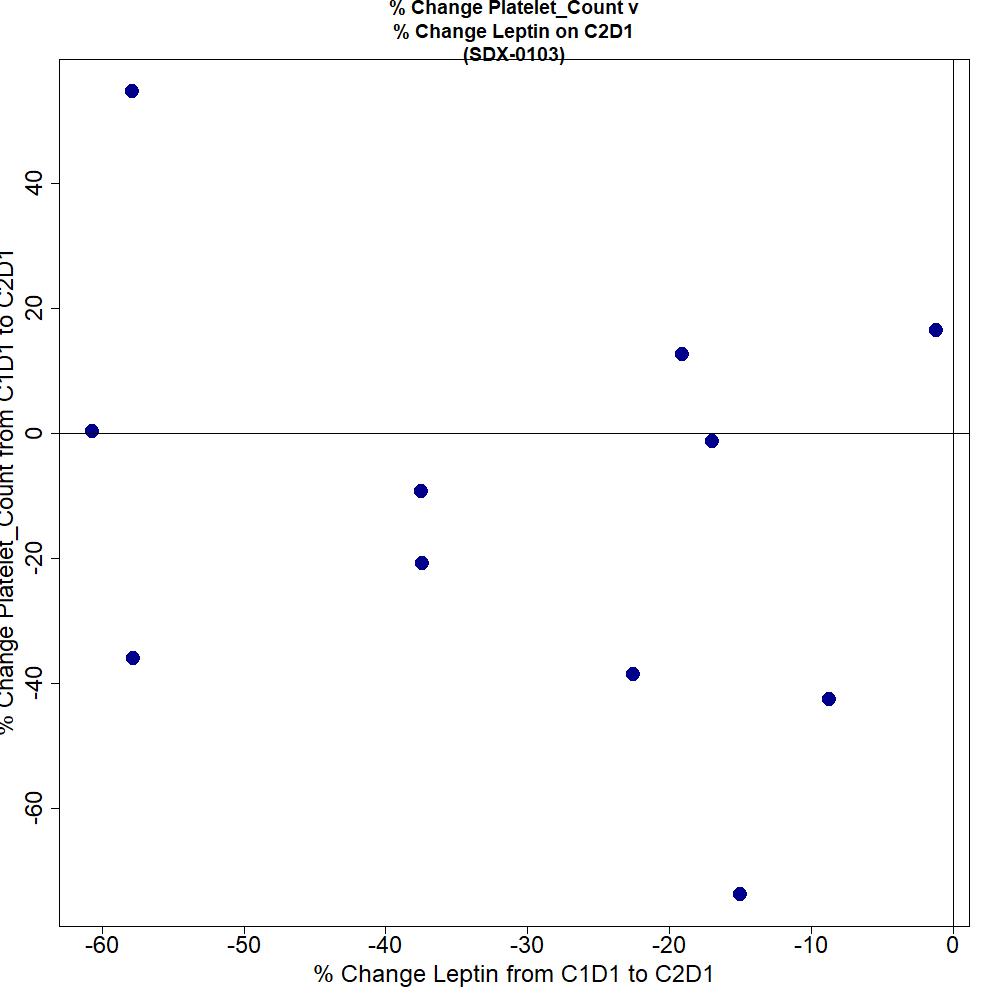 % Change Platelet_Count v
% Change Leptin on C2D1
(SDX-0103)
% Change Platelet_Count from C1D1 to C2D1
40
20
0
-20
-40
-60
-60
-50
-40
-30
-20
-10
0
% Change Leptin from C1D1 to C2D1